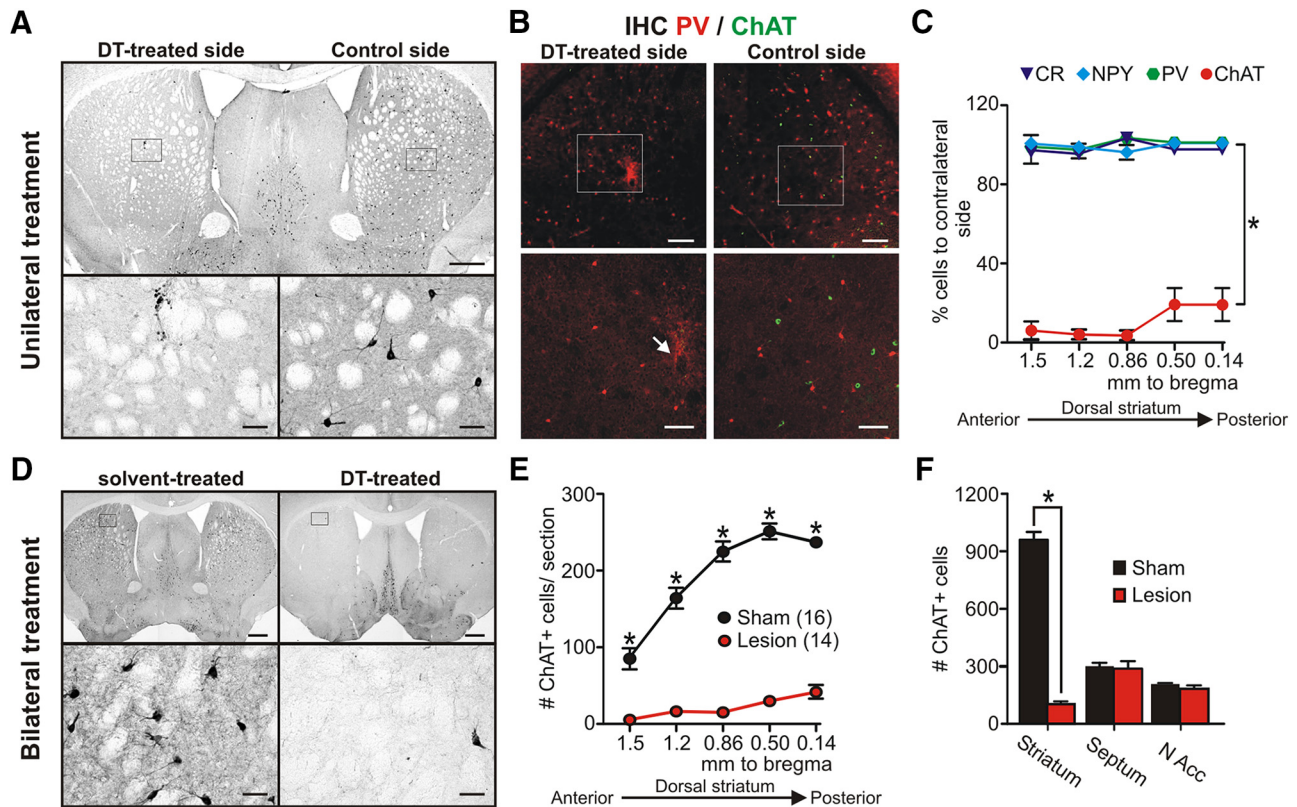 A
DT-treated side
Control side
Unilateral treatment
B
IHC PV / ChAT
DT-treated side
Control side
C
CR
NPY
PV
ChAT
% cells to contralateral
side
120
80
40
0
*
1.5
1.2
0.86
0.50
0.14
mm to bregma
Anterior
Dorsal striatum
Posterior
D
solvent-treated
DT-treated
Bilateral treatment
E
# ChAT+ cells/ section
300
200
100
0
*
*
*
*
*
Sham (16)
Lesion (14)
1.5
1.2
0.86
0.50
0.14
mm to bregma
Anterior
Dorsal striatum
Posterior
F
# ChAT+ cells
1200
900
600
300
0
*
Sham
Lesion
Striatum
Septum
N Acc